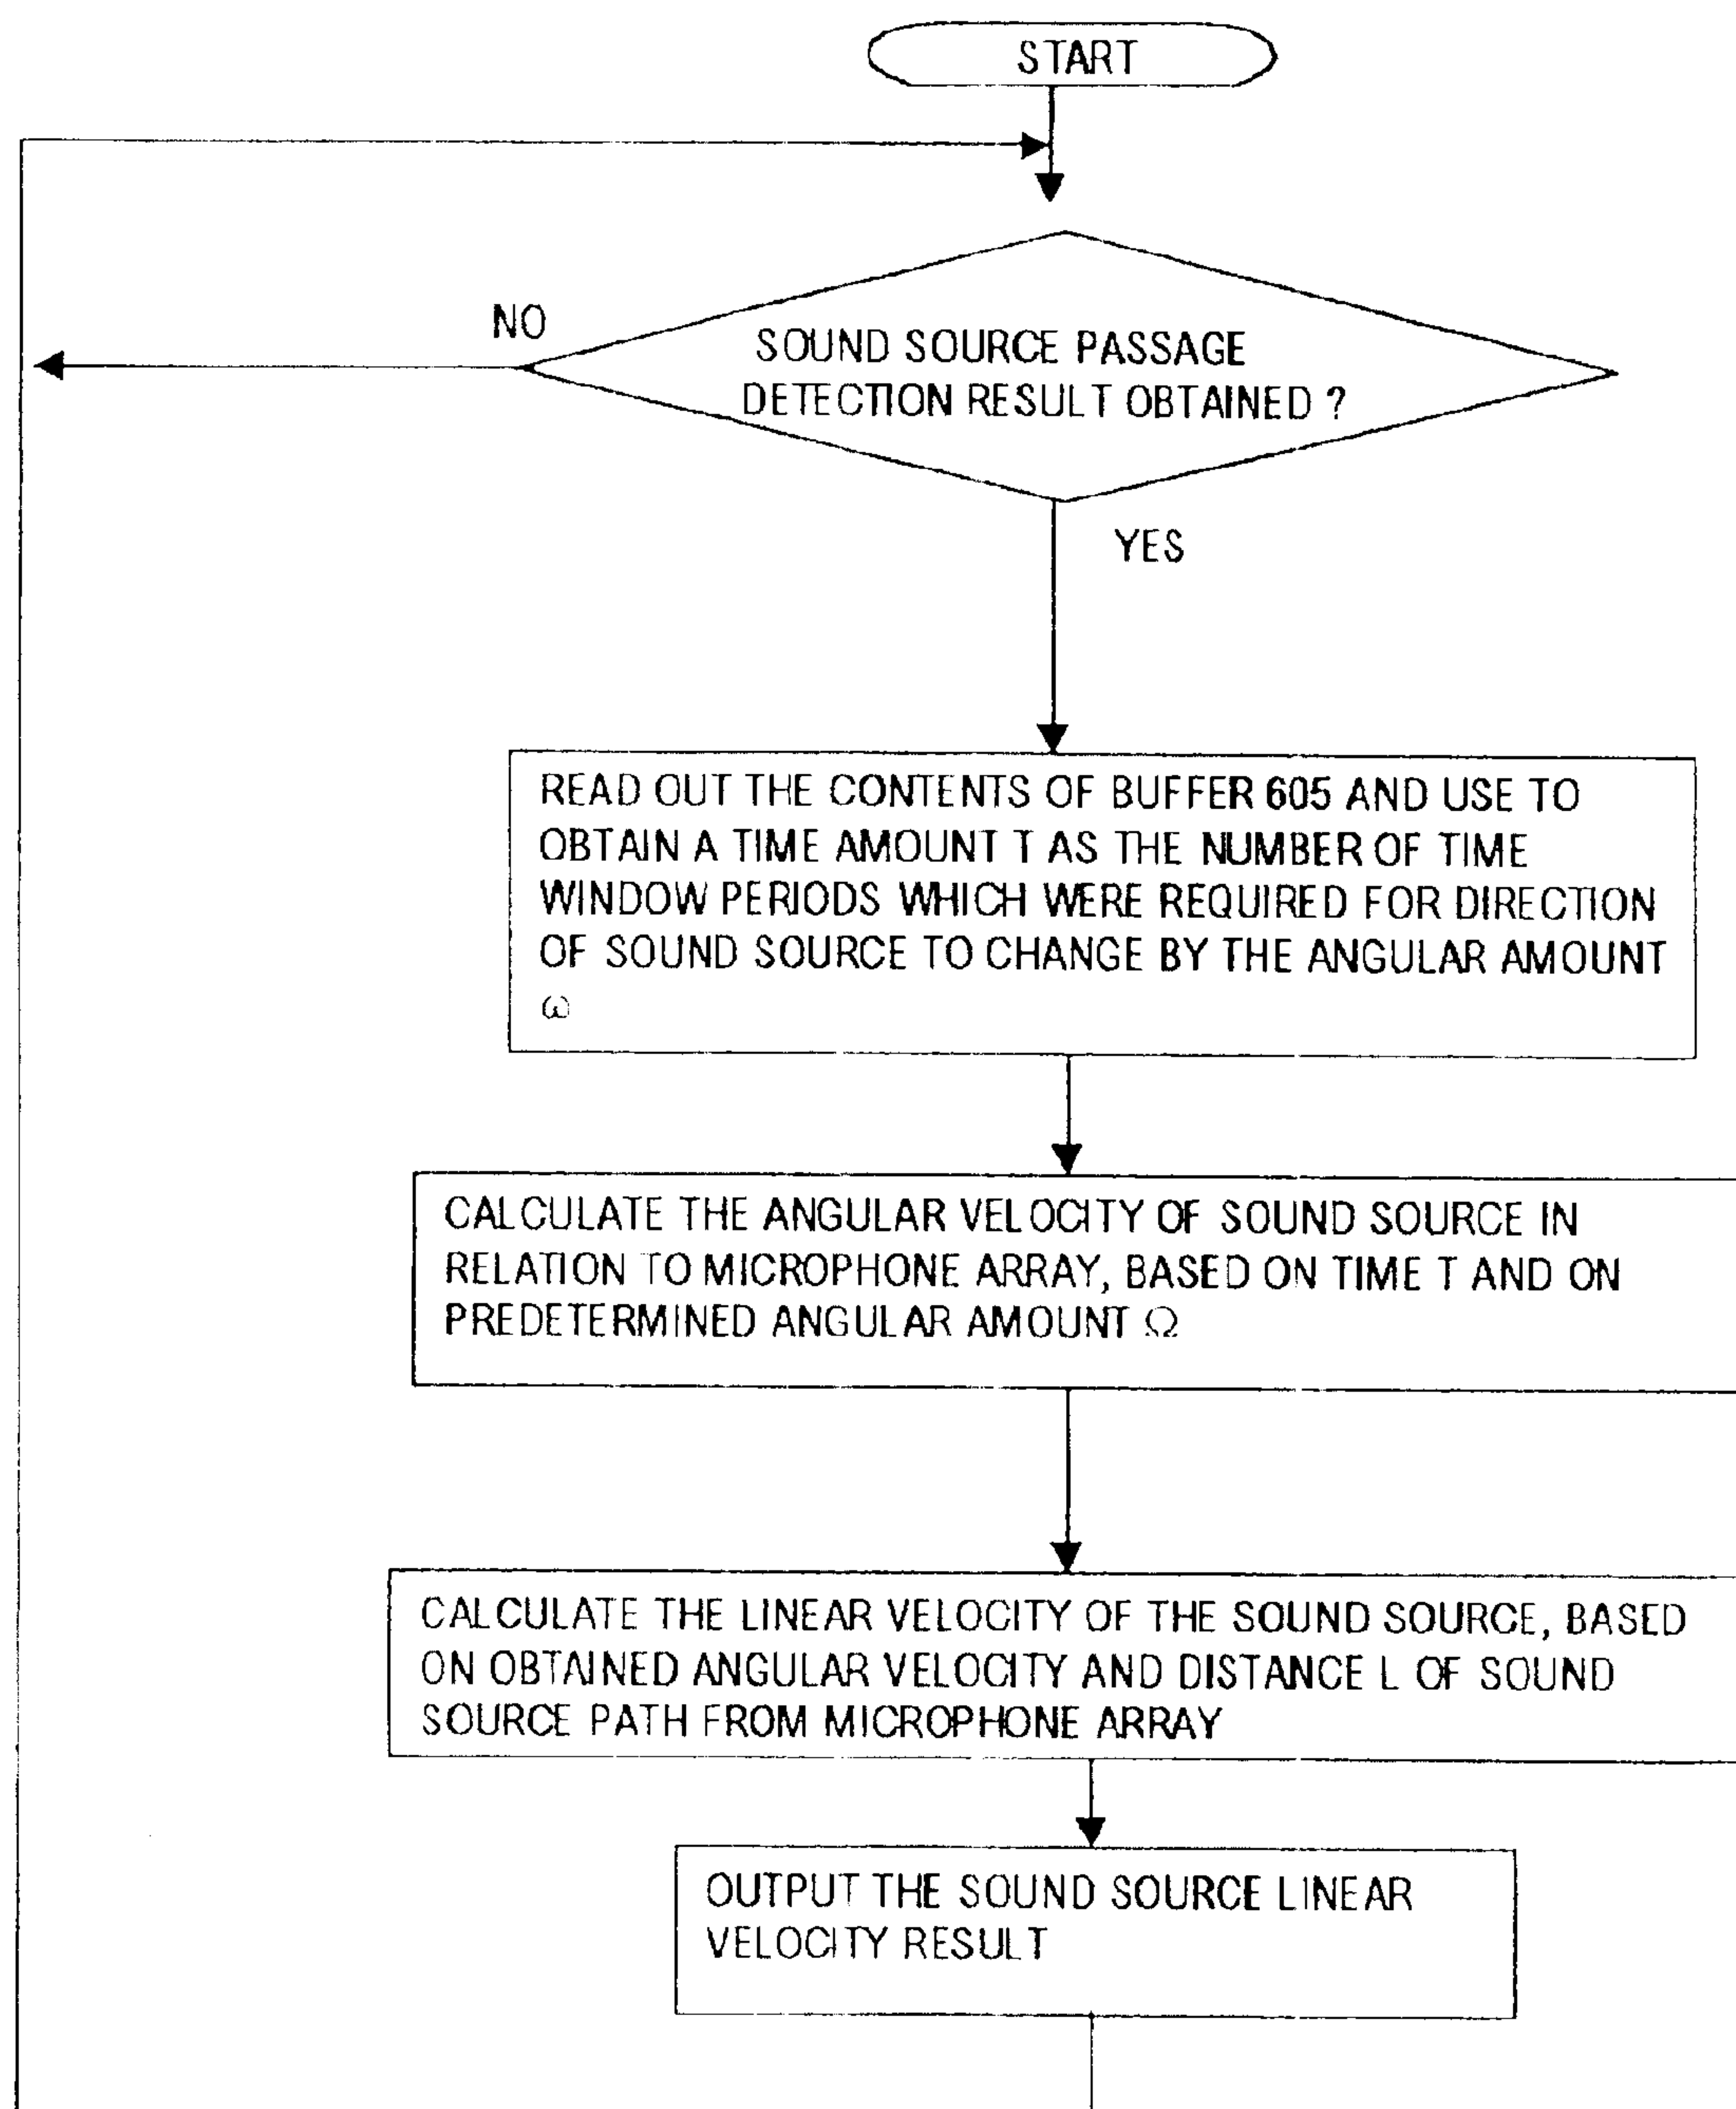 START
NO
SOUND SOURCE PASSAGE
DETECTION RESULT OBTAINED ?
YES
READ OUT THE CONTENTS OF BUFFER 605 AND USE TO
OBTAIN A TIME AMOUNT T AS THE NUMBER OF TIME
WINDOW PERIODS WHICH WERE REQUIRED FOR DIRECTION
OF SOUND SOURCE TO CHANGE BY THE ANGULAR AMOUNT
ω
CALCULATE THE ANGULAR VELOCITY OF SOUND SOURCE IN
RELATION TO MICROPHONE ARRAY, BASED ON TIME T AND ON
PREDETERMINED ANGULAR AMOUNT Ω
CALCULATE THE LINEAR VELOCITY OF THE SOUND SOURCE, BASED
ON OBTAINED ANGULAR VELOCITY AND DISTANCE L OF SOUND
SOURCE PATH FROM MICROPHONE ARRAY
OUTPUT THE SOUND SOURCE LINEAR
VELOCITY RESULT